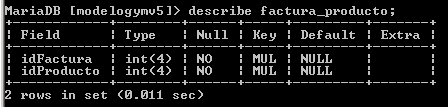 MariaDB [modelogymv5]> describe factura_producto;
+------------+--------+------+-----+---------+-------+
| Field      | Type   | Null | Key | Default | Extra |
+------------+--------+------+-----+---------+-------+
| idFactura  | int(4) | NO   | MUL | NULL    |       |
| idProducto | int(4) | NO   | MUL | NULL    |       |
+------------+--------+------+-----+---------+-------+
2 rows in set (0.011 sec)